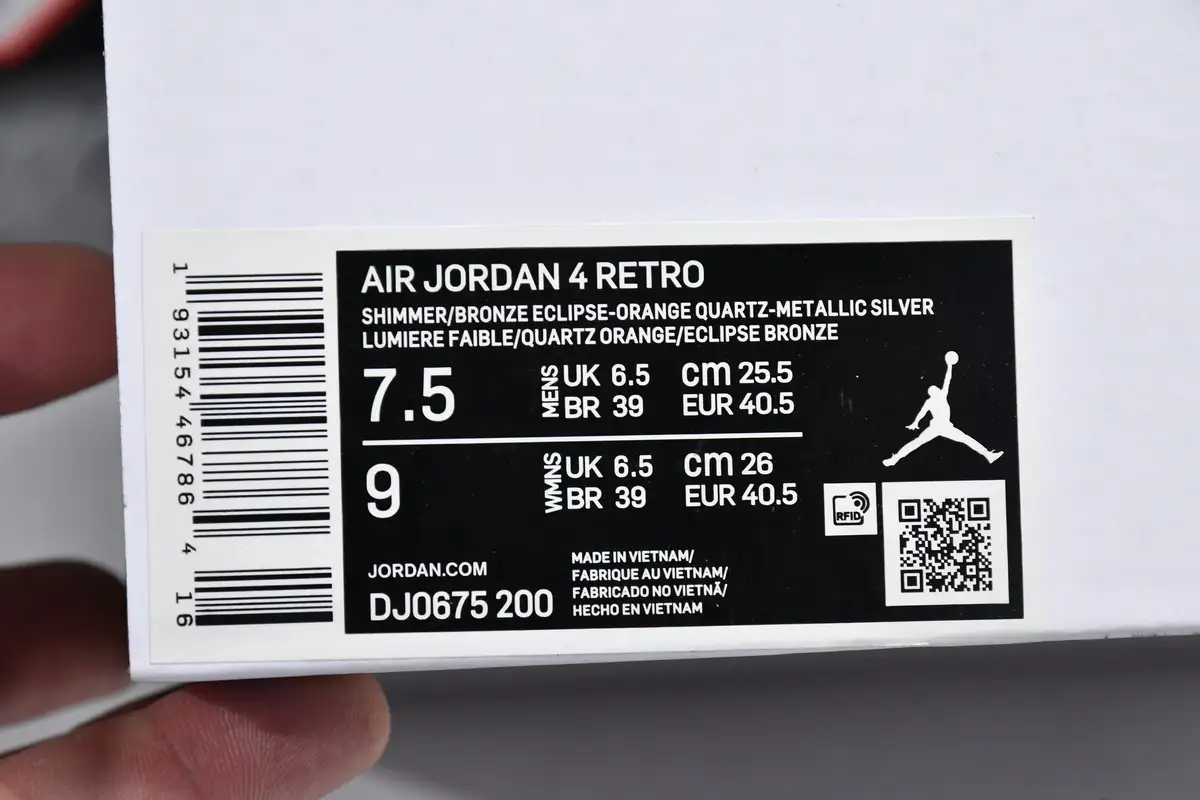 1 93154 46786 4 16
AIR JORDAN 4 RETRO
SHIMMER/BRONZE ECLIPSE-ORANGE QUARTZ-METALLIC SILVER
LUMIERE FAIBLE/QUARTZ ORANGE/ECLIPSE BRONZE
7.5 MENS UK 6.5 cm 25.5
BR 39 EUR 40.5
9 WMNS UK 6.5 cm 26
BR 39 EUR 40.5
RFID
JORDAN.COM
DJ0675 200
MADE IN VIETNAM/
FABRIQUE AU VIETNAM/
FABRICADO NO VIETNÃ/
HECHO EN VIETNAM